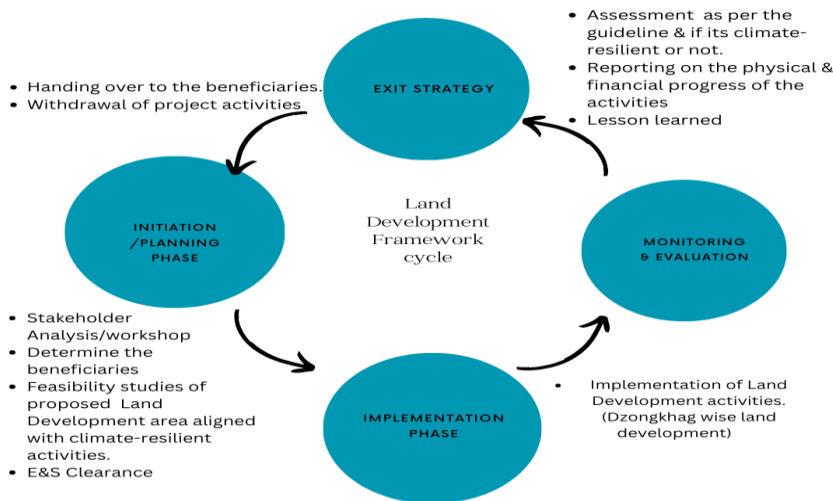 • Assessment as per the
guideline & if its climate-
resilient or not.
• Reporting on the physical &
financial progress of the
activities
• Lesson learned
EXIT STRATEGY
• Handing over to the beneficiaries.
• Withdrawal of project activities
INITIATION
/PLANNING
PHASE
Land
Development
Framework
cycle
MONITORING
& EVALUATION
• Stakeholder
Analysis/workshop
• Determine the
beneficiaries
• Feasibility studies of
proposed Land
Development area aligned
with climate-resilient
activities.
• E&S Clearance
IMPLEMENTATION
PHASE
• Implementation of Land
Development activities.
(Dzongkhag wise land
development)